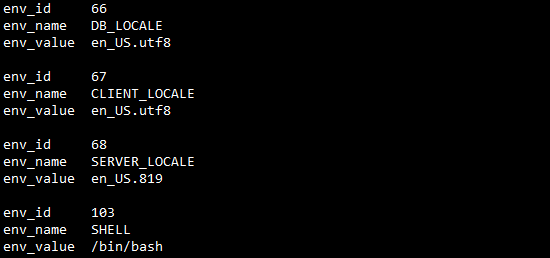 env_id 66
env_name DB_LOCALE
env_value en_US.utf8
env_id 67
env_name CLIENT_LOCALE
env_value en_US.utf8
env_id 68
env_name SERVER_LOCALE
env_value en_US.819
env_id 103
env_name SHELL
env_value /bin/bash